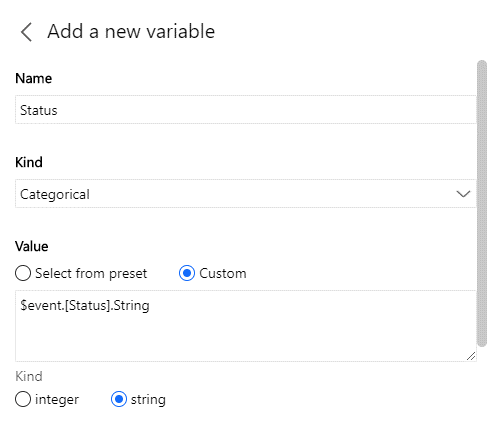 Add a new variable
Name
Status
Kind
Categorical
Value
Select from preset Custom
$event.[Status].String
Kind
integer string